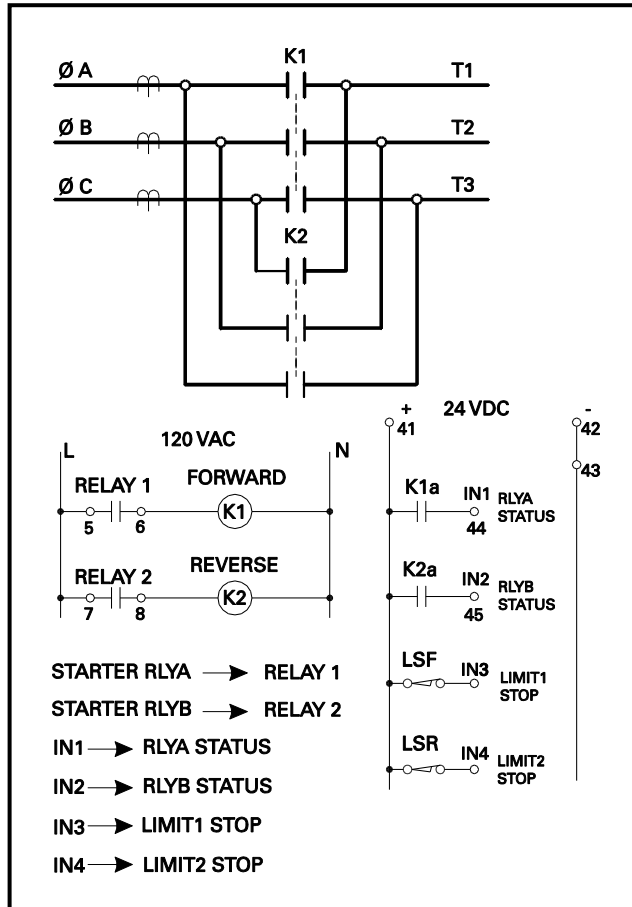 K1
Ø A
T1
Ø B
T2
Ø C
T3
K2
+ 24 VDC -
41
42
43
120 VAC
L
N
RELAY 1
FORWARD
K1
5
6
RELAY 2
REVERSE
K2
7
8
K1a
IN1
RLYA
STATUS
44
K2a
IN2
RLYB
STATUS
45
LSF
IN3
LIMIT1
STOP
LSR
IN4
LIMIT2
STOP
STARTER RLYA → RELAY 1
STARTER RLYB → RELAY 2
IN1 → RLYA STATUS
IN2 → RLYB STATUS
IN3 → LIMIT1 STOP
IN4 → LIMIT2 STOP